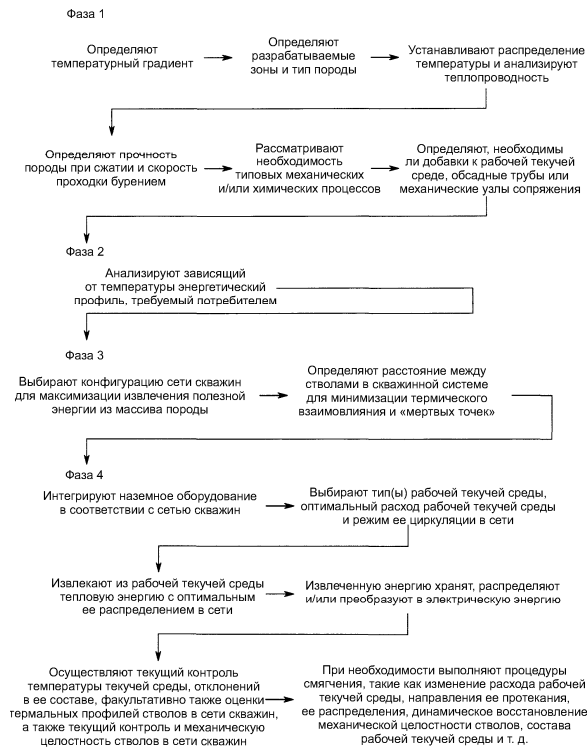 Фаза 1
Определяют
температурный градиент
Определяют
разрабатываемые
зоны и тип породы
Устанавливают распределение
температуры и анализируют
теплопроводность
Определяют прочность
породы при сжатии и скорость
проходки бурением
Рассматривают
необходимость
типовых механических
и/или химических процессов
Определяют, необходимы
ли добавки к рабочей текучей
среде, обсадные трубы или
механические узлы сопряжения
Фаза 2
Анализируют зависящий
от температуры энергетический
профиль, требуемый потребителем
Фаза 3
Выбирают конфигурацию сети скважин
для максимизации извлечения полезной
энергии из массива породы
Определяют расстояние между
стволами в скважинной системе
для минимизации термического
взаимовлияния и «мертвых точек»
Фаза 4
Интегрируют наземное оборудование
в соответствии с сетью скважин
Выбирают тип(ы) рабочей текучей среды,
оптимальный расход рабочей текучей среды
и режим ее циркуляции в сети
Извлекают из рабочей текучей среды
тепловую энергию с оптимальным
ее распределением в сети
Извлеченную энергию хранят, распределяют
и/или преобразуют в электрическую энергию
Осуществляют текущий контроль
температуры текучей среды, отклонений
в ее составе, факультативно также оценки
термальных профилей стволов в сети скважин,
а также текущий контроль и механическую
целостность стволов в сети скважин
При необходимости выполняют процедуры
смягчения, такие как изменение расхода рабочей
текучей среды, направления ее протекания,
ее распределения, динамическое восстановление
механической целостности стволов, состава
рабочей текучей среды и т. д.